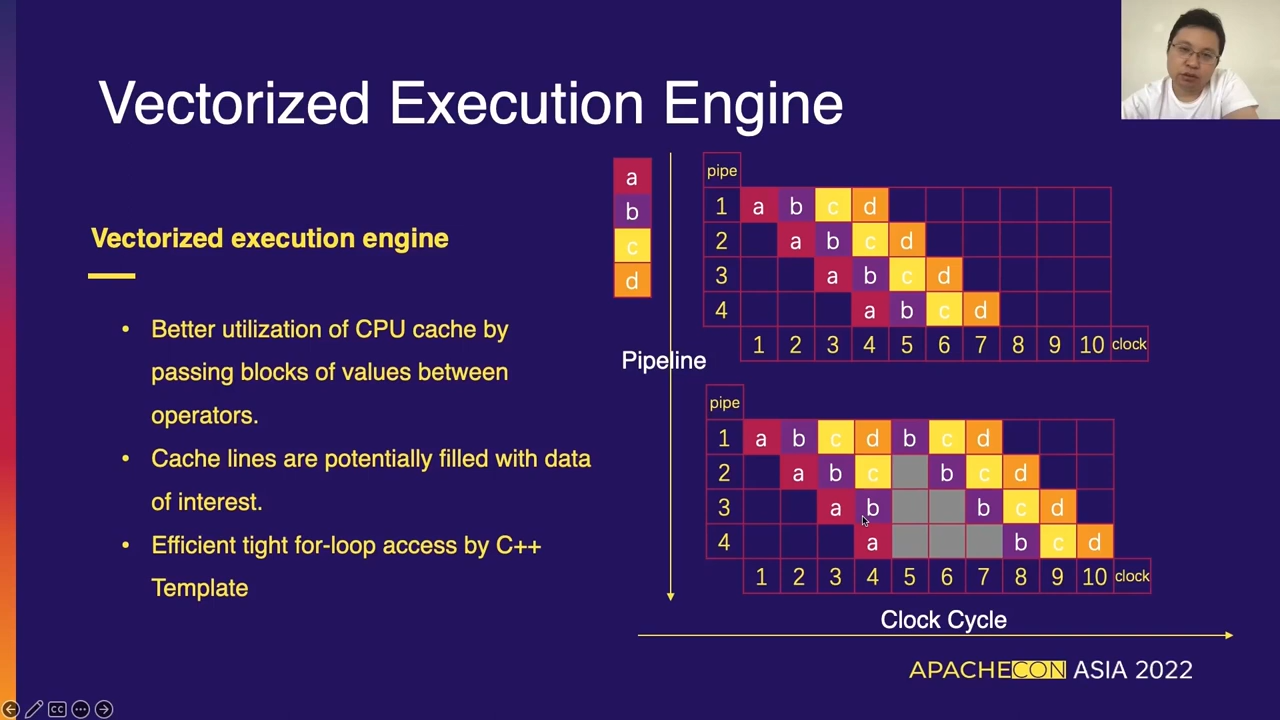 Vectorized Execution Engine
Vectorized execution engine
• Better utilization of CPU cache by
passing blocks of values between
operators.
• Cache lines are potentially filled with data
of interest.
• Efficient tight for-loop access by C++
Template
a
b
c
d
Pipeline
pipe
1 a b c d
2 a b c d
3 a b c d
4 a b c d
1 2 3 4 5 6 7 8 9 10 clock
pipe
1 a b c d b c d
2 a b c b c d
3 a b b c d
4 a b c d
1 2 3 4 5 6 7 8 9 10 clock
Clock Cycle
APACHECON ASIA 2022
CC